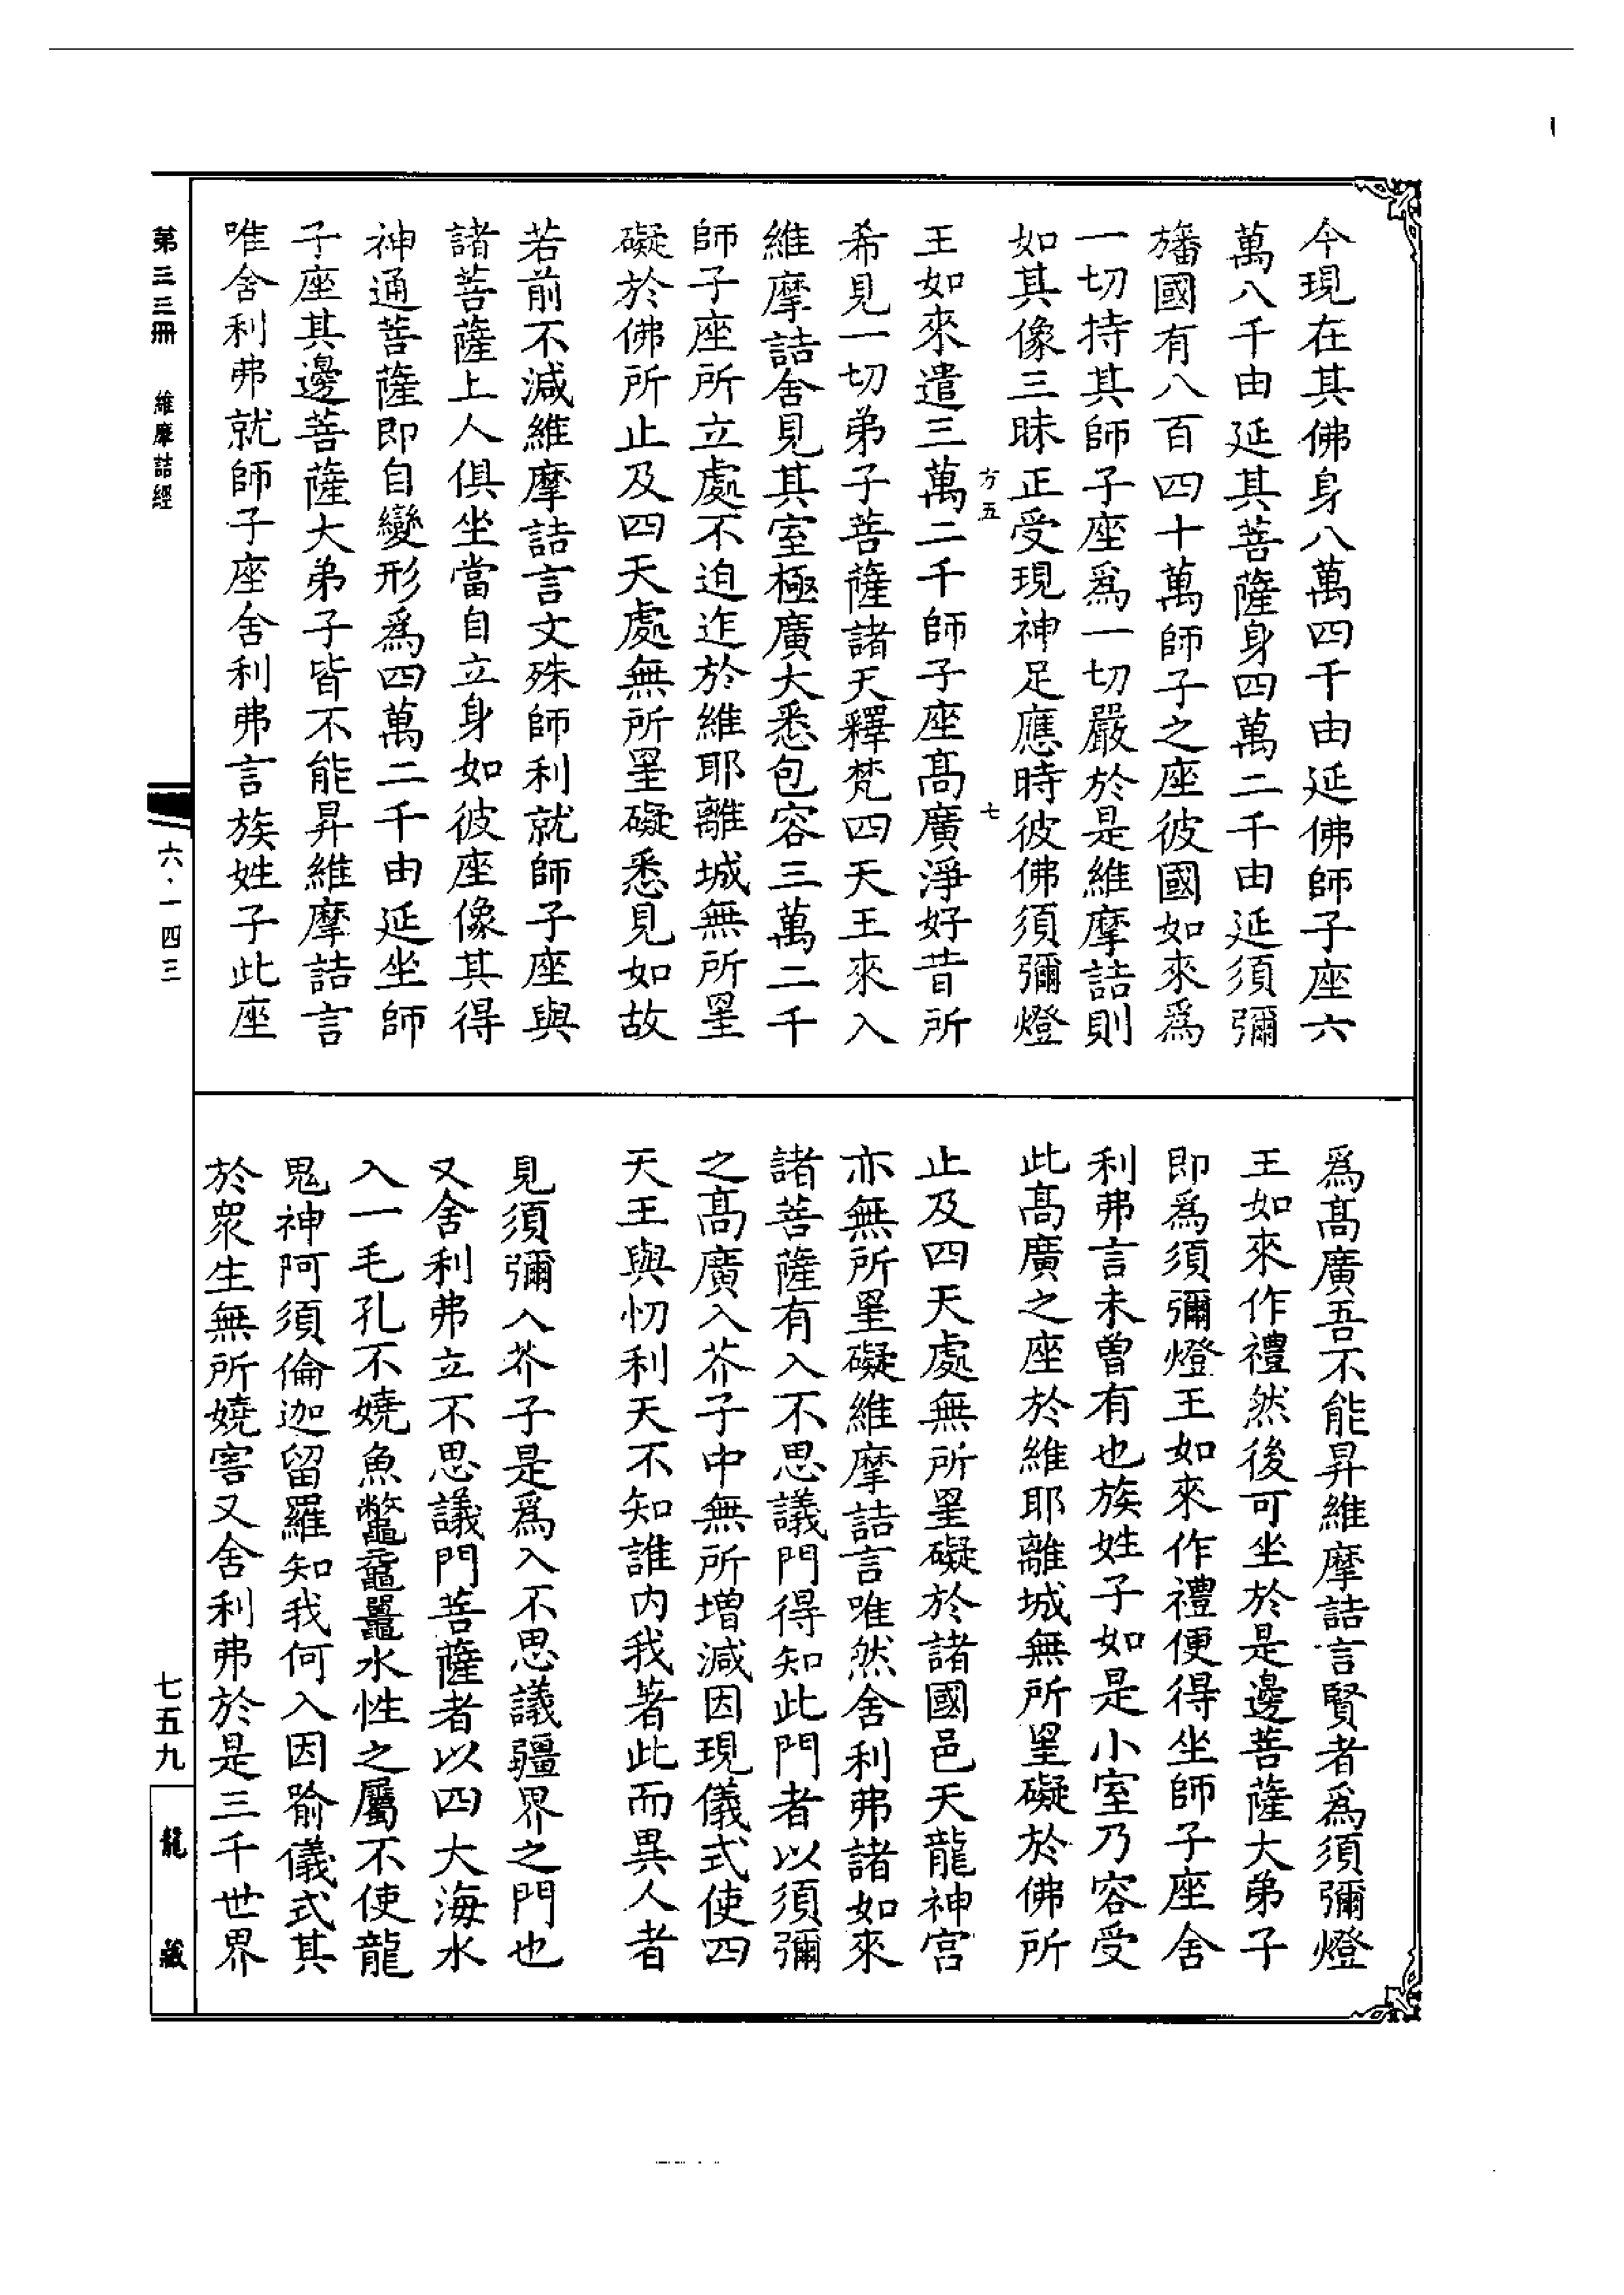 今現在其佛身八萬四千由延佛師子座六
萬八千由延其菩薩身四萬二千由延須彌
旛國有八百四十萬師子之座彼國如來為
一切持其師子座為一切嚴於是維摩詰則
如其像三昧正受現神足應時彼佛須彌燈
方五 七
王如來遣三萬二千師子座高廣淨好昔所
希見一切弟子菩薩諸天釋梵四天王來入
維摩詰舍見其室極廣大悉包容三萬二千
師子座所立處不迫迮於維耶離城無所罣
礙於佛所止及四天處無所罣礙悉見如故
若前不減維摩詰言文殊師利就師子座與
諸菩薩上人俱坐當自立身如彼座像其得
神通菩薩即自變形為四萬二千由延坐師
子座其邊菩薩大弟子皆不能昇維摩詰言
唯舍利弗就師子座舍利弗言族姓子此座
為高廣吾不能昇維摩詰言賢者為須彌燈
王如來作禮然後可坐於是邊菩薩大弟子
即為須彌燈王如來作禮便得坐師子座舍
利弗言未曾有也族姓子如是小室乃容受
此高廣之座於維耶離城無所罣礙於佛所
止及四天處無所罣礙於諸國邑天龍神宮
亦無所罣礙維摩詰言唯然舍利弗諸如來
諸菩薩有入不思議門得知此門者以須彌
之高廣入芥子中無所增減因現儀式使四
天王與忉利天不知誰內我著此而異人者
見須彌入芥子是為入不思議疆界之門也
又舍利弗立不思議門菩薩者以四大海水
入一毛孔不嬈魚鼈黿鼉水性之屬不使龍
鬼神阿須倫迦留羅知我何入因喻儀式其
於眾生無所嬈害又舍利弗於是三千世界
第三三冊 維摩詰經
六·一四三
七五九
龍藏